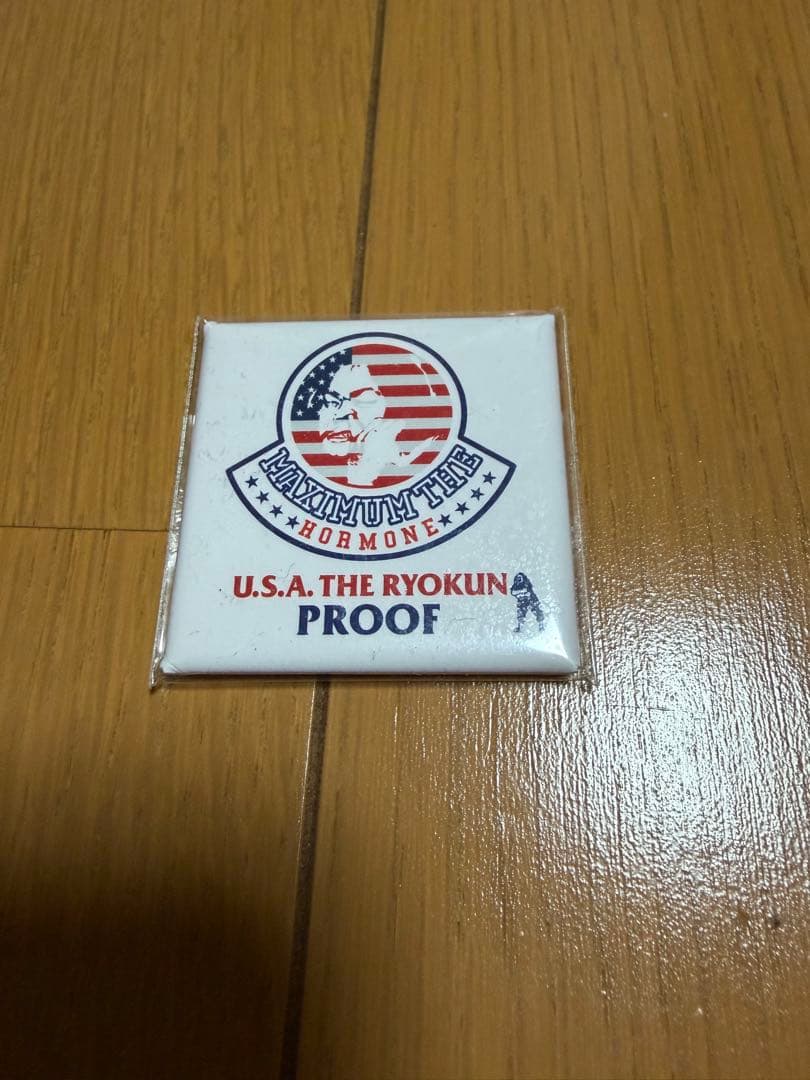 MAXIMUM THE
HORMONE
U.S.A. THE RYOKUN
PROOF